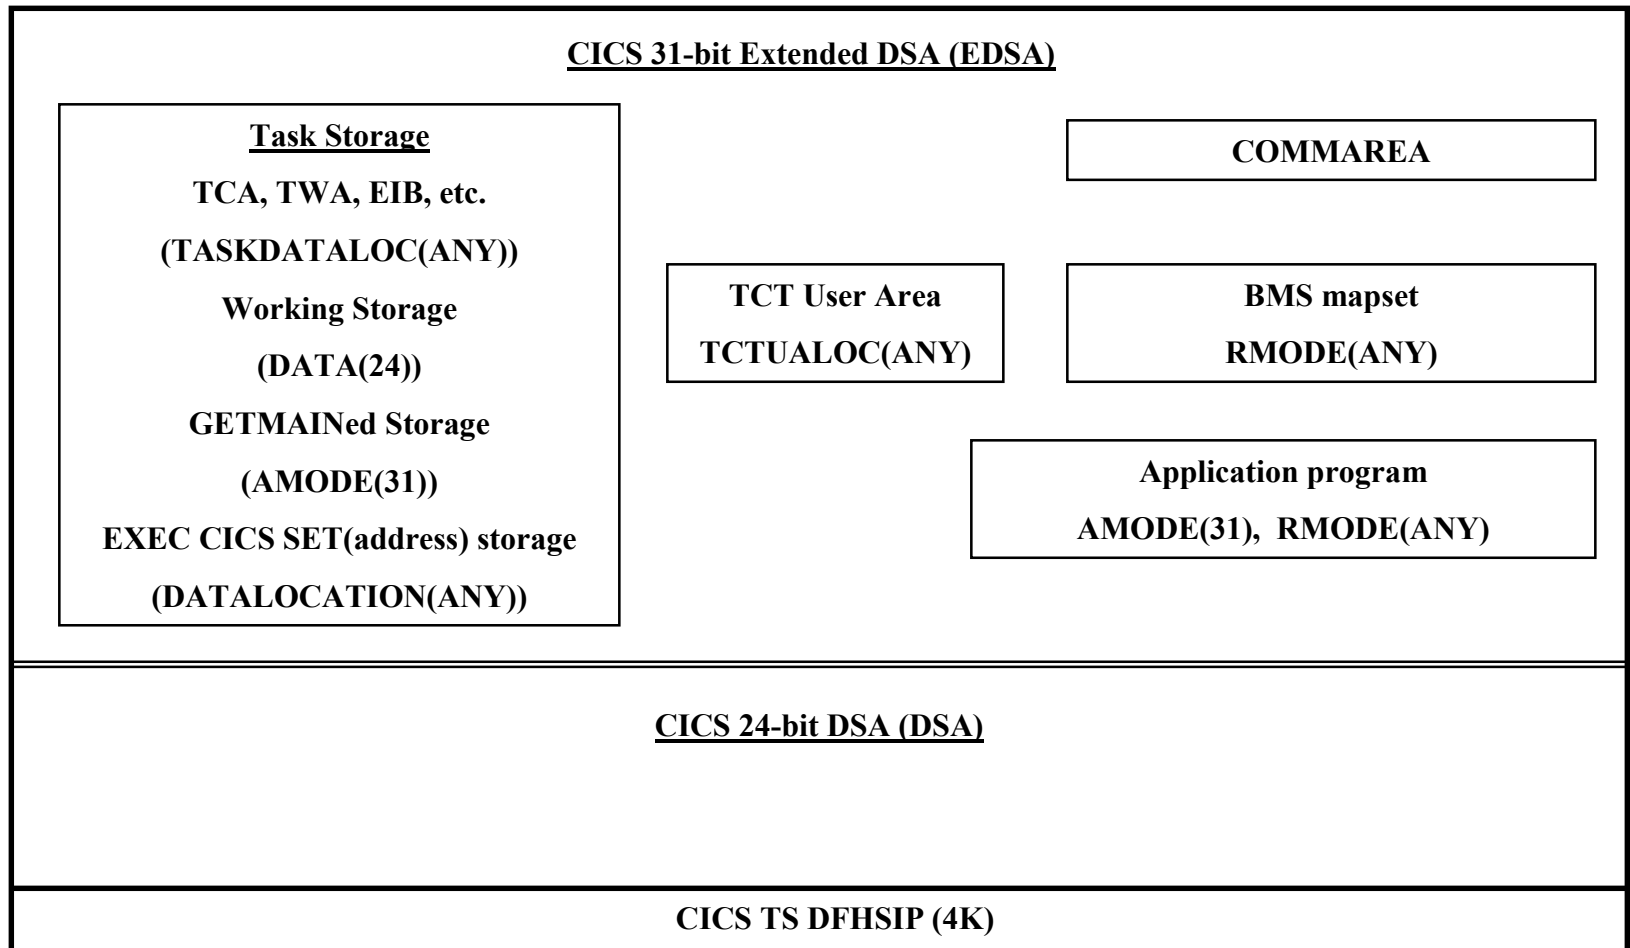 CICS 31-bit Extended DSA (EDSA)
Task Storage
TCA, TWA, EIB, etc.
(TASKDATALOC(ANY))
Working Storage
(DATA(24))
GETMAINed Storage
(AMODE(31))
EXEC CICS SET(address) storage
(DATALOCATION(ANY))
TCT User Area
TCTUALOC(ANY)
COMMAREA
BMS mapset
RMODE(ANY)
Application program
AMODE(31), RMODE(ANY)
CICS 24-bit DSA (DSA)
CICS TS DFHSIP (4K)